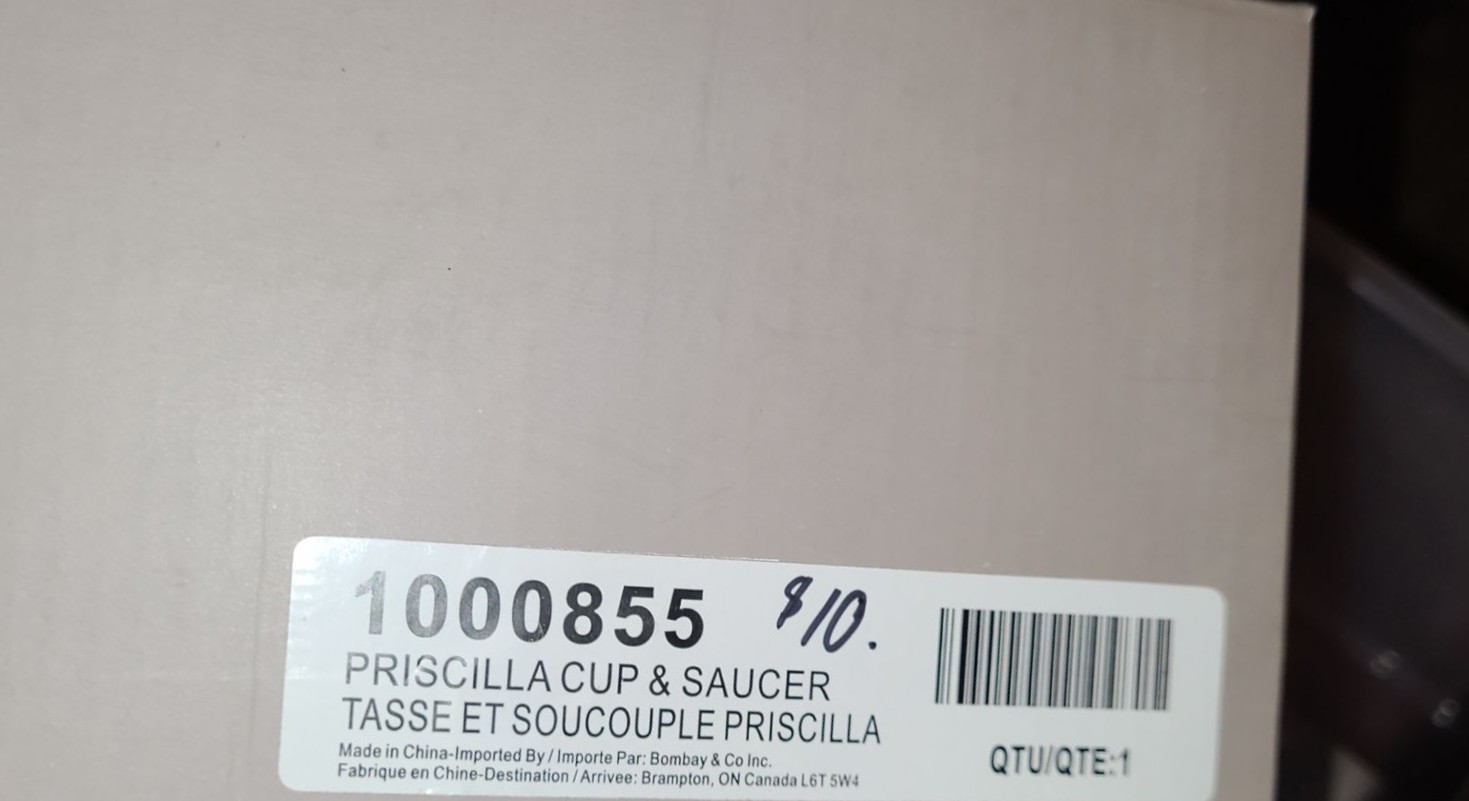 1000855 $10.
PRISCILLA CUP & SAUCER
TASSE ET SOUCOUPLE PRISCILLA
Made in China-Imported By / Importe Par: Bombay & Co Inc.
Fabrique en Chine-Destination / Arrivee: Brampton, ON Canada L6T 5W4
QTU/QTE:1